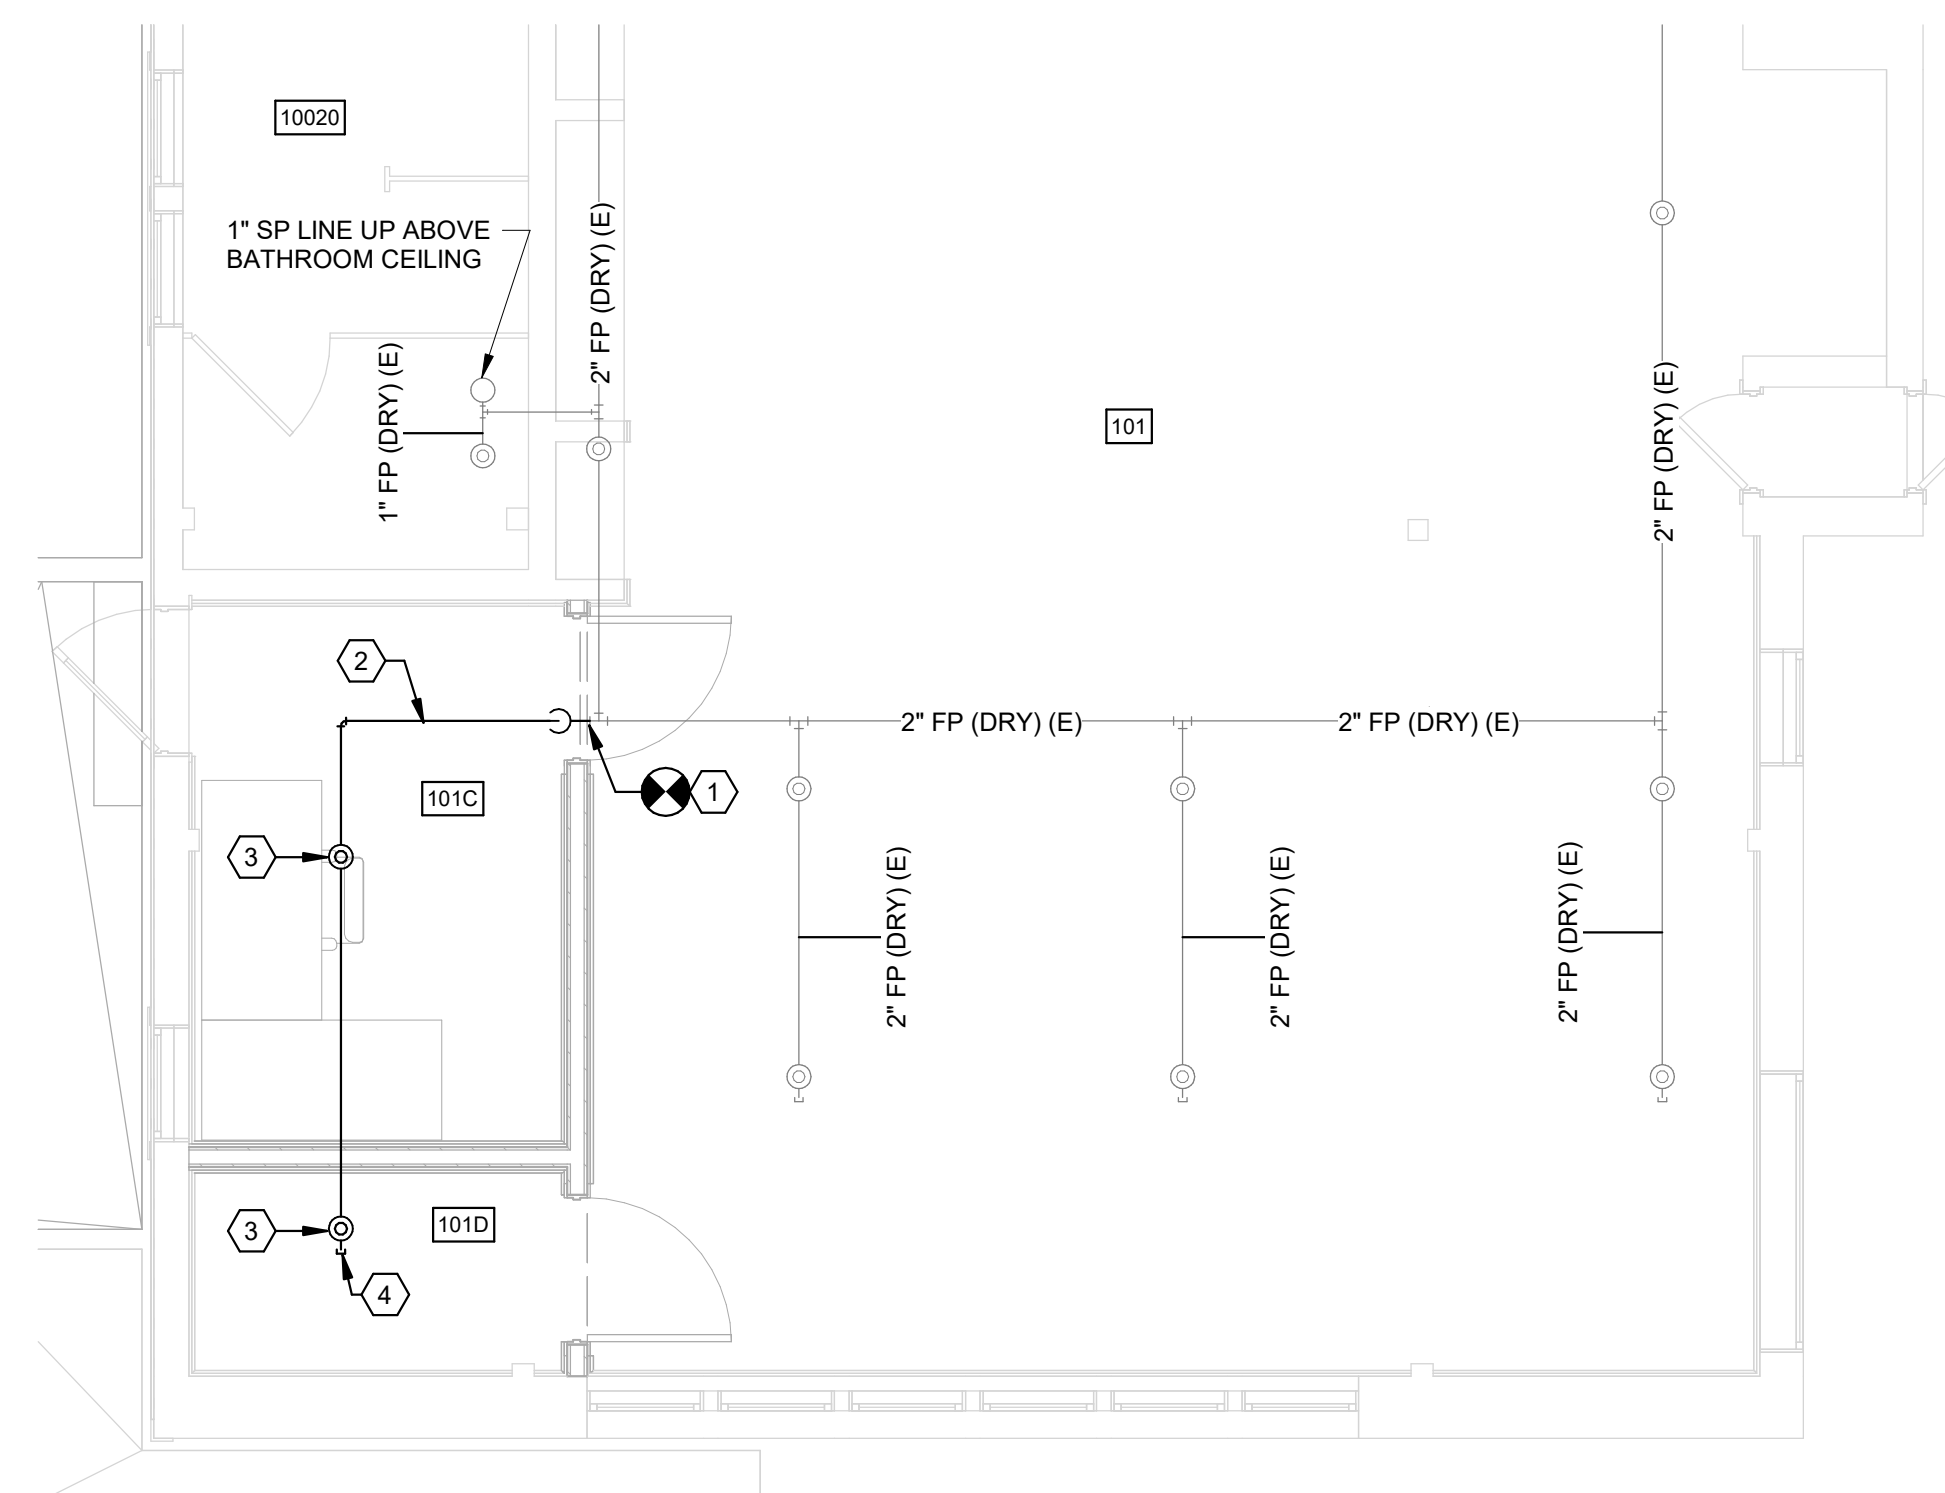 10020
1" SP LINE UP ABOVE
BATHROOM CEILING
2" FP (DRY) (E)
1" FP (DRY) (E)
101
2" FP (DRY) (E)
2
2" FP (DRY) (E)
2" FP (DRY) (E)
101C
1
3
2" FP (DRY) (E)
2" FP (DRY) (E)
2" FP (DRY) (E)
3
101D
4